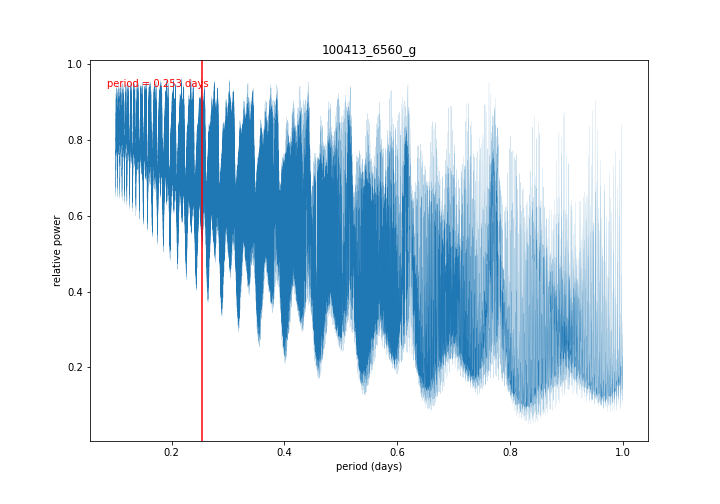 100413_6560_g
period = 0.253 days
1.0
0.8
0.6
0.4
0.2
relative power
0.2 0.4 0.6 0.8 1.0
period (days)